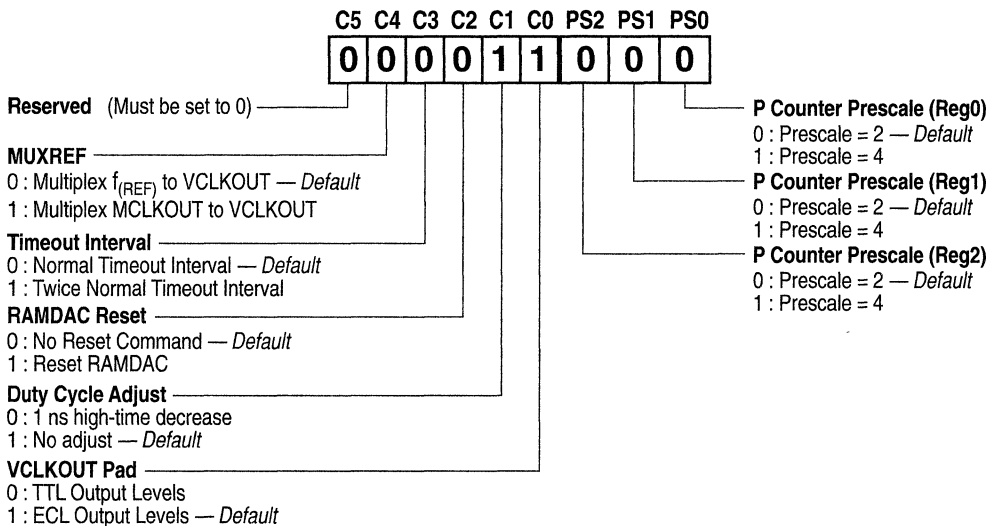 C5 C4 C3 C2 C1 C0 PS2 PS1 PS0
0 0 0 0 1 1 0 0 0
Reserved (Must be set to 0)
MUXREF
0 : Multiplex f(REF) to VCLKOUT — Default
1 : Multiplex MCLKOUT to VCLKOUT
Timeout Interval
0 : Normal Timeout Interval — Default
1 : Twice Normal Timeout Interval
RAMDAC Reset
0 : No Reset Command — Default
1 : Reset RAMDAC
Duty Cycle Adjust
0 : 1 ns high-time decrease
1 : No adjust — Default
VCLKOUT Pad
0 : TTL Output Levels
1 : ECL Output Levels — Default
P Counter Prescale (Reg0)
0 : Prescale = 2 — Default
1 : Prescale = 4
P Counter Prescale (Reg1)
0 : Prescale = 2 — Default
1 : Prescale = 4
P Counter Prescale (Reg2)
0 : Prescale = 2 — Default
1 : Prescale = 4